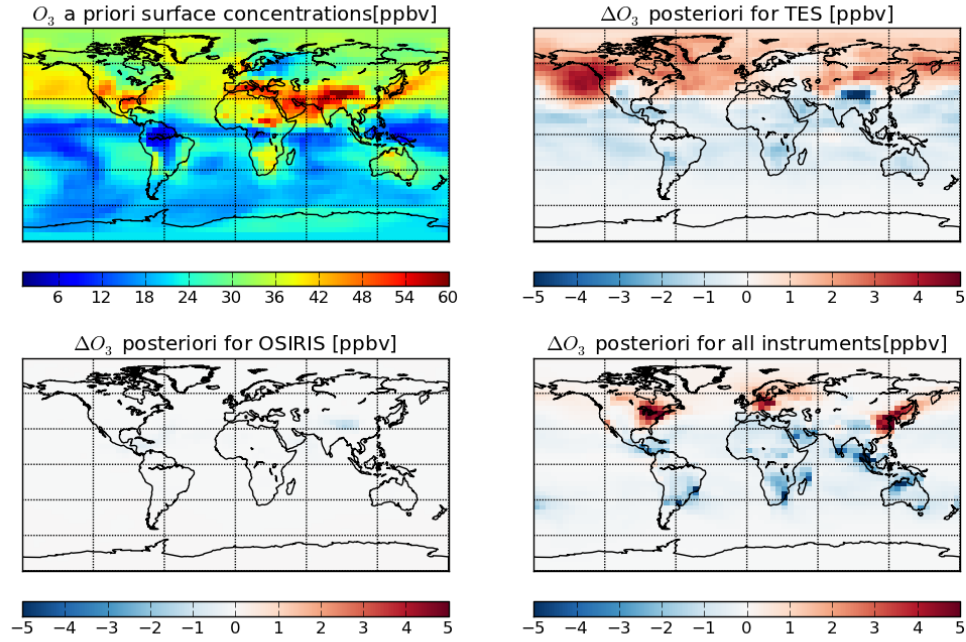 O₃ a priori surface concentrations[ppbv]
ΔO₃ posteriori for TES [ppbv]
6 12 18 24 30 36 42 48 54 60
−5 −4 −3 −2 −1 0 1 2 3 4 5
ΔO₃ posteriori for OSIRIS [ppbv]
ΔO₃ posteriori for all instruments[ppbv]
−5 −4 −3 −2 −1 0 1 2 3 4 5
−5 −4 −3 −2 −1 0 1 2 3 4 5